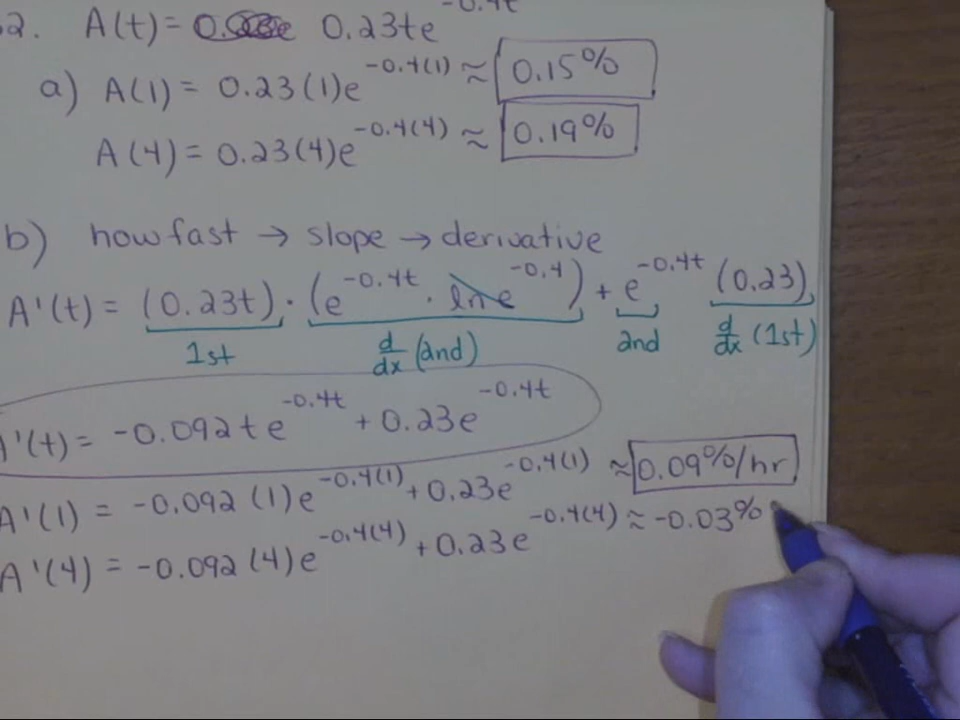 2. A(t) = 0.23te^-0.4t
a) A(1) = 0.23(1)e^-0.4(1) ≈ 0.15%
A(4) = 0.23(4)e^-0.4(4) ≈ 0.19%
b) how fast → slope → derivative
A'(t) = (0.23t) · (e^-0.4t · ln e^-0.4) + e^-0.4t (0.23)
1st d/dx (2nd) 2nd d/dx (1st)
A'(t) = -0.092te^-0.4t + 0.23e^-0.4t
A'(1) = -0.092(1)e^-0.4(1) + 0.23e^-0.4(1) ≈ 0.09%/hr
A'(4) = -0.092(4)e^-0.4(4) + 0.23e^-0.4(4) ≈ -0.03%